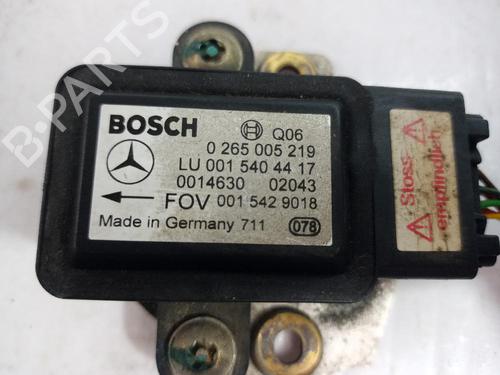 B-PARTS
BOSCH Q06
0 265 005 219
LU 001 540 44 17
0014630 02043
FOV 001 542 9018
Made in Germany 711 078
Stoss-
empfindlich